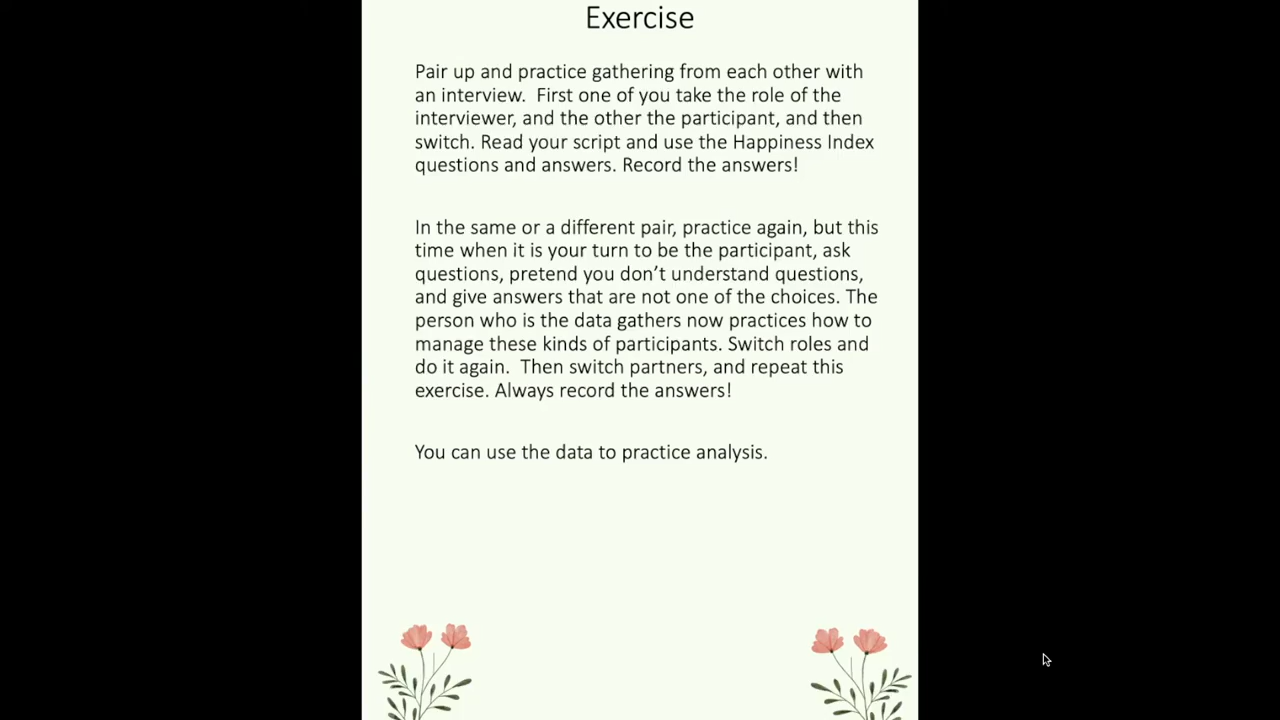 Exercise
Pair up and practice gathering from each other with
an interview.  First one of you take the role of the
interviewer, and the other the participant, and then
switch. Read your script and use the Happiness Index
questions and answers. Record the answers!
In the same or a different pair, practice again, but this
time when it is your turn to be the participant, ask
questions, pretend you don’t understand questions,
and give answers that are not one of the choices. The
person who is the data gathers now practices how to
manage these kinds of participants. Switch roles and
do it again.  Then switch partners, and repeat this
exercise. Always record the answers!
You can use the data to practice analysis.